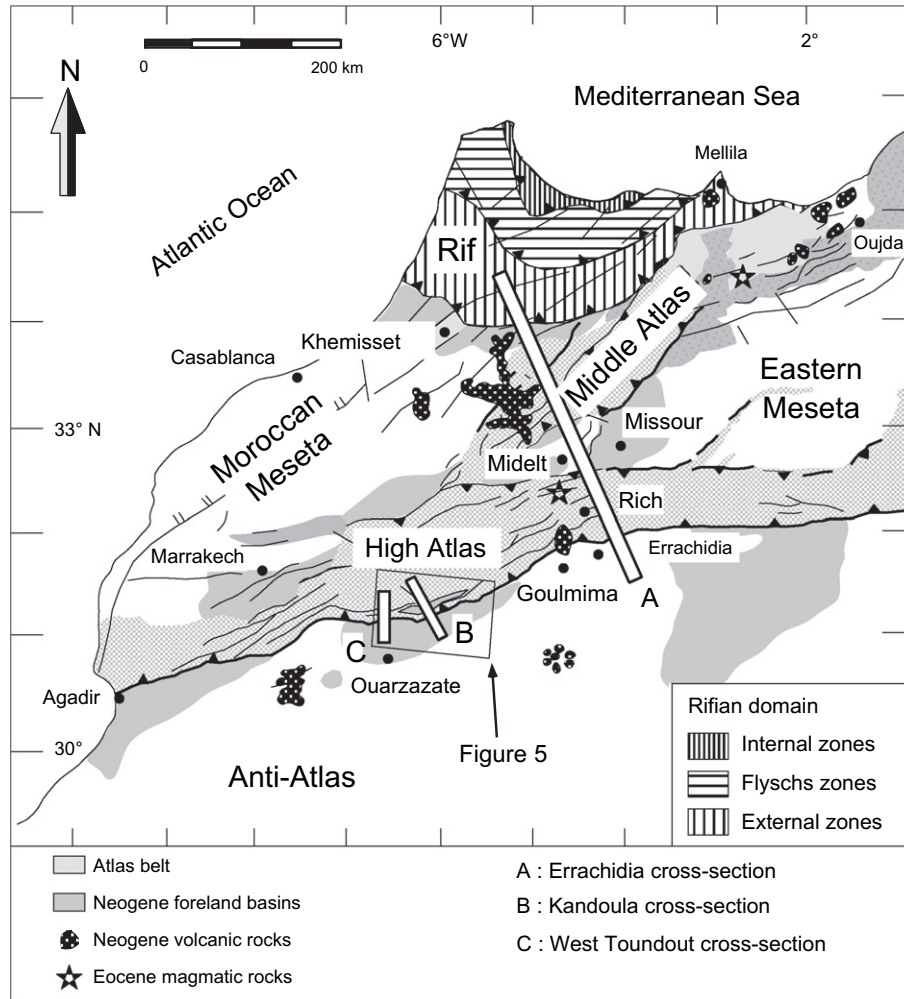 6°W
2°
0
200 km
N
Mediterranean Sea
Mellila
Atlantic Ocean
Oujda
Rif
Middle Atlas
Khemisset
Casablanca
Eastern
Meseta
33° N
Moroccan
Meseta
Missour
Midelt
Rich
Marrakech
High Atlas
Errachidia
Goulmima
A
B
C
Ouarzazate
Agadir
30°
Figure 5
Anti-Atlas
Rifian domain
Internal zones
Flyschs zones
External zones
Atlas belt
Neogene foreland basins
Neogene volcanic rocks
Eocene magmatic rocks
A : Errachidia cross-section
B : Kandoula cross-section
C : West Toundout cross-section